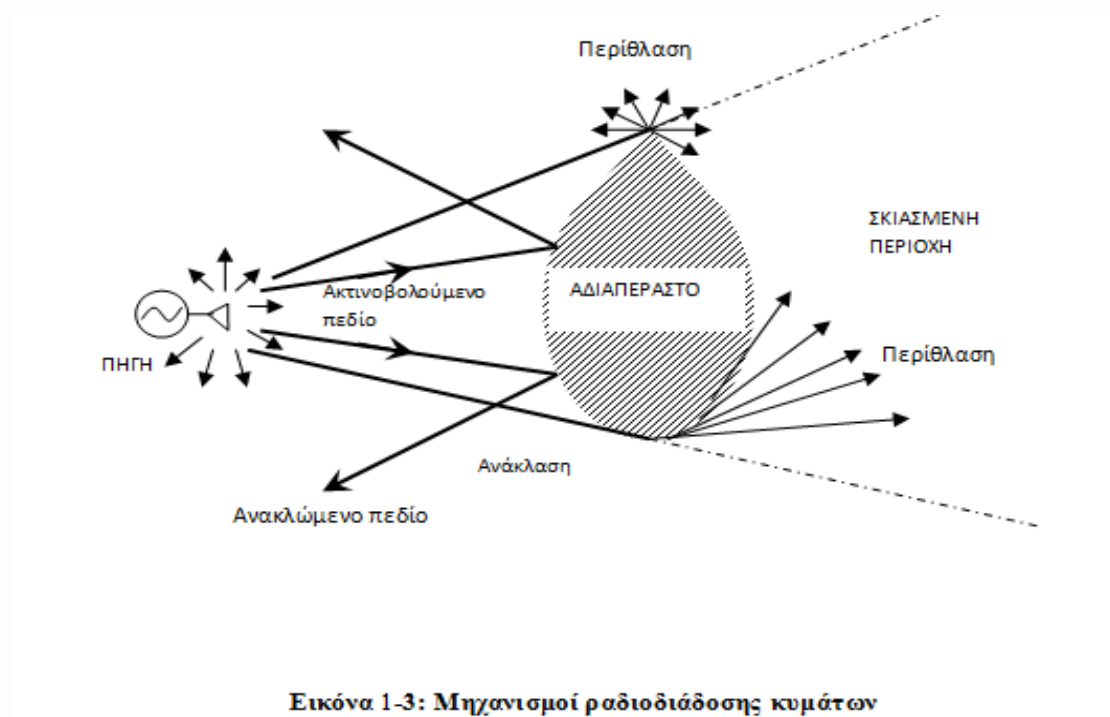 Περίθλαση
ΣΚΙΑΣΜΕΝΗ
ΠΕΡΙΟΧΗ
Ακτινοβολούμενο
πεδίο
ΑΔΙΑΠΕΡΑΣΤΟ
ΠΗΓΗ
Περίθλαση
Ανάκλαση
Ανακλώμενο πεδίο
Εικόνα 1-3: Μηχανισμοί ραδιοδιάδοσης κυμάτων